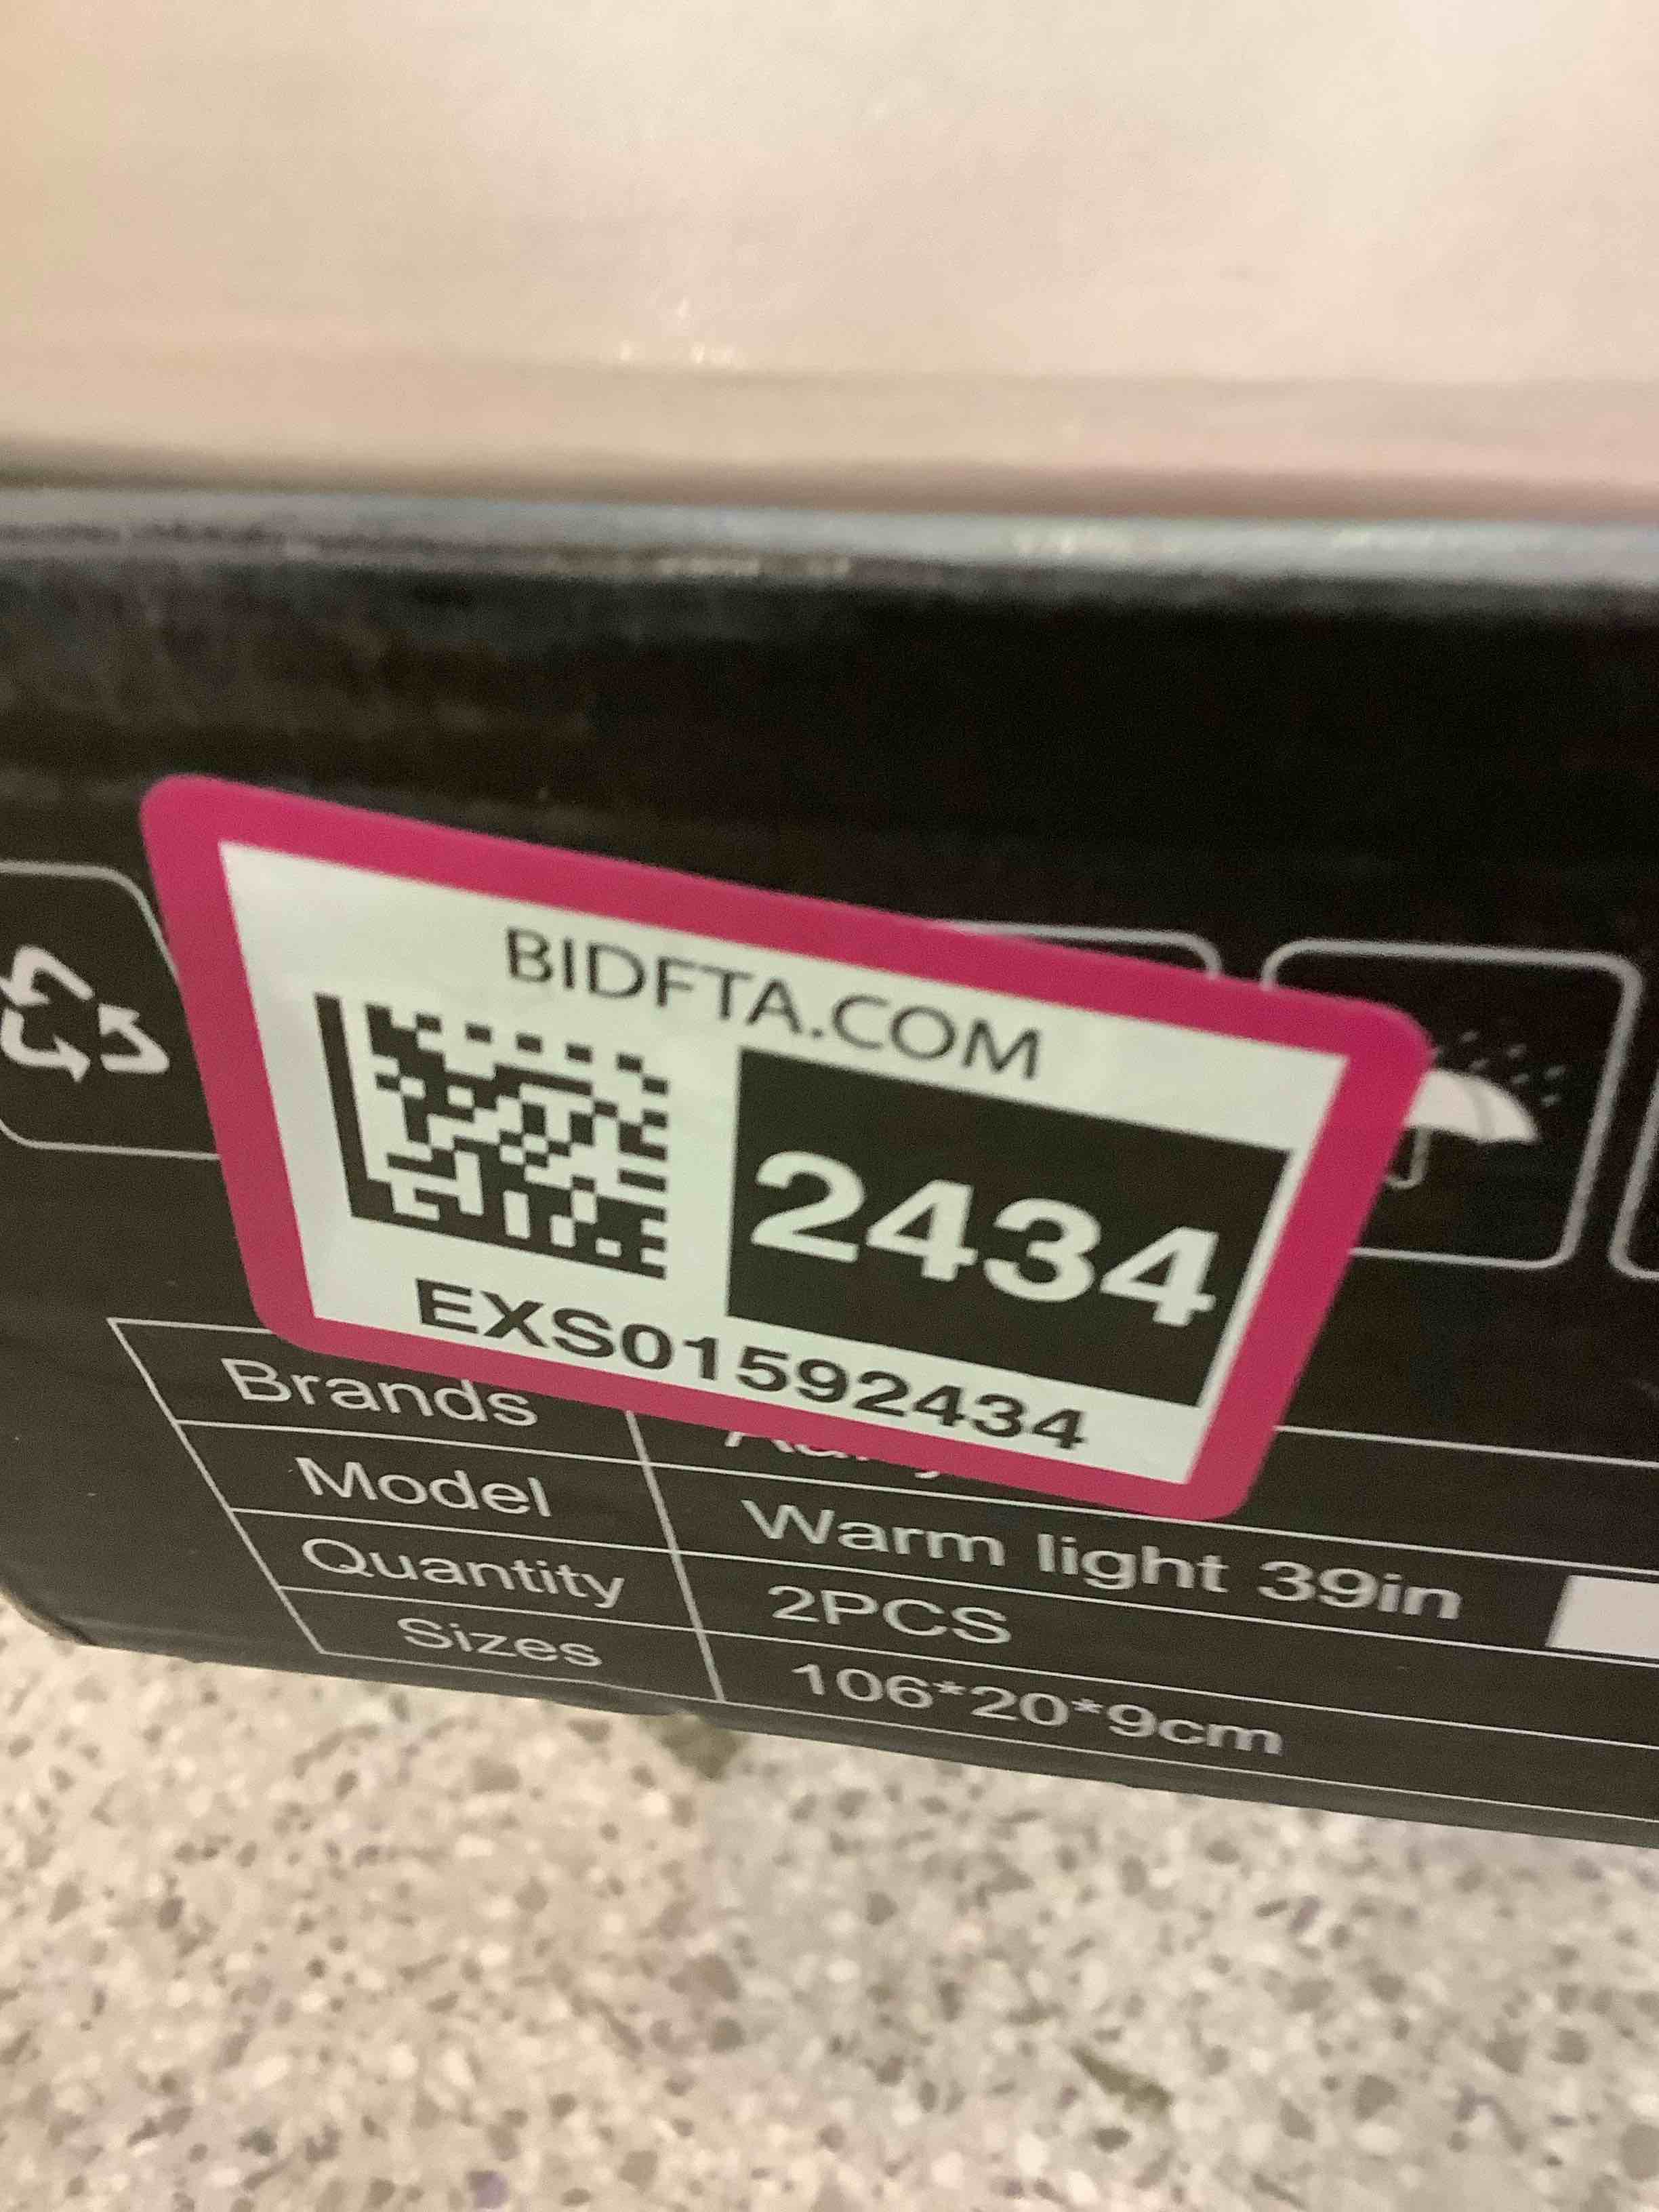 BIDFTA.COM
2434
EXS01592434
Brands
Model Warm light 39in
Quantity 2PCS
Sizes 106*20*9cm